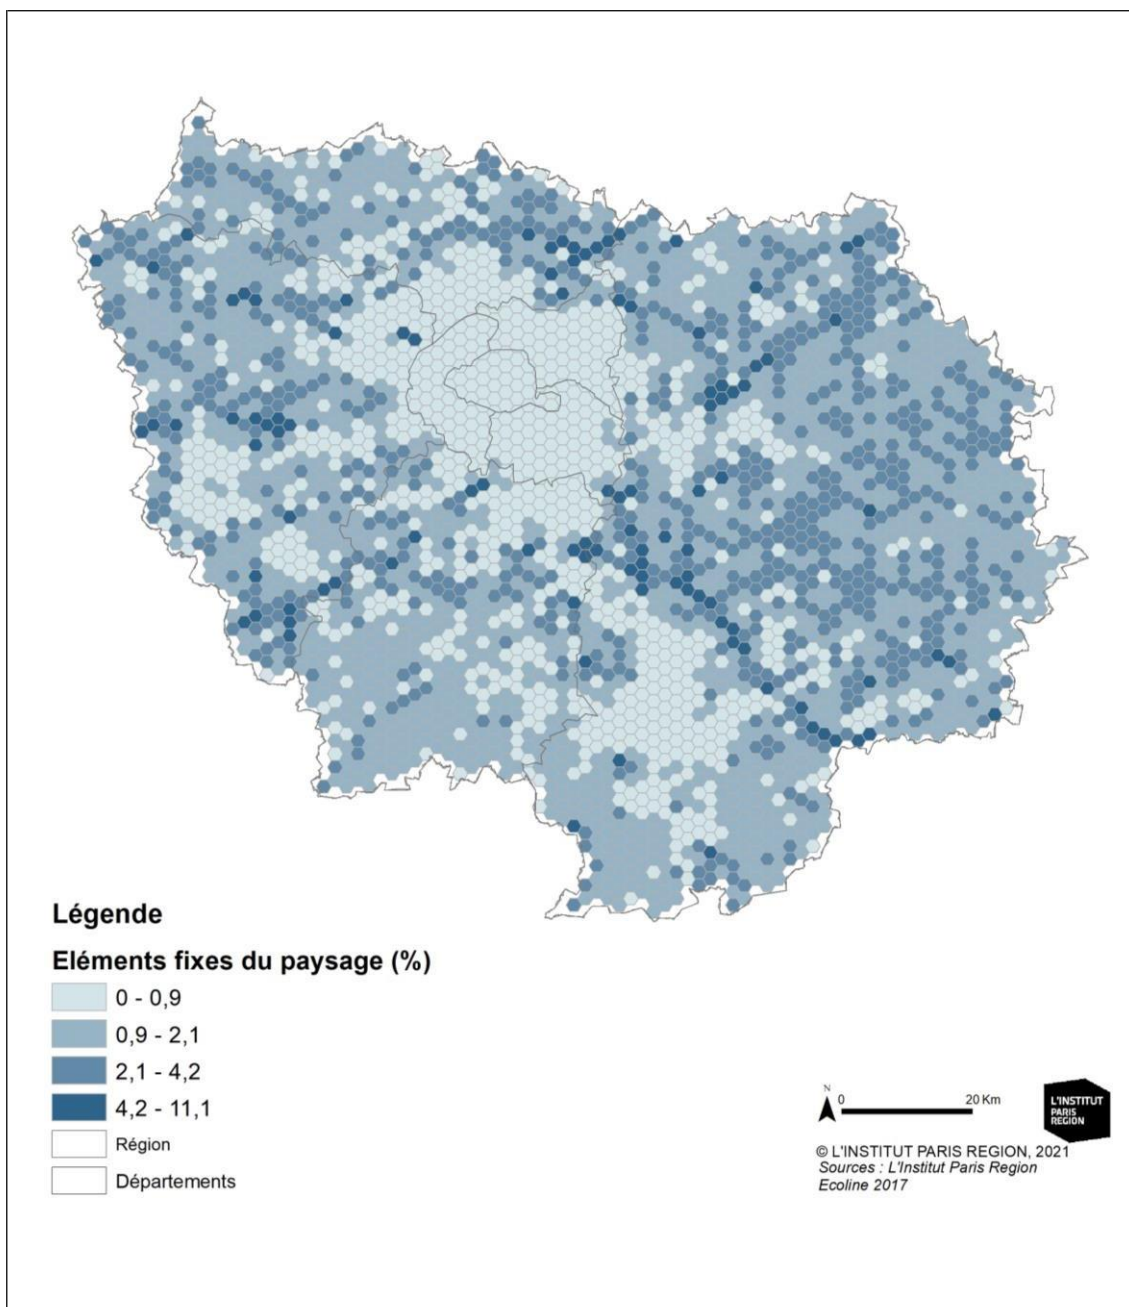 Légende
Eléments fixes du paysage (%)
0 - 0,9
0,9 - 2,1
2,1 - 4,2
4,2 - 11,1
Région
Départements
N
0
20 Km
L'INSTITUT
PARIS
REGION
© L'INSTITUT PARIS REGION, 2021
Sources : L'Institut Paris Region
Ecoline 2017